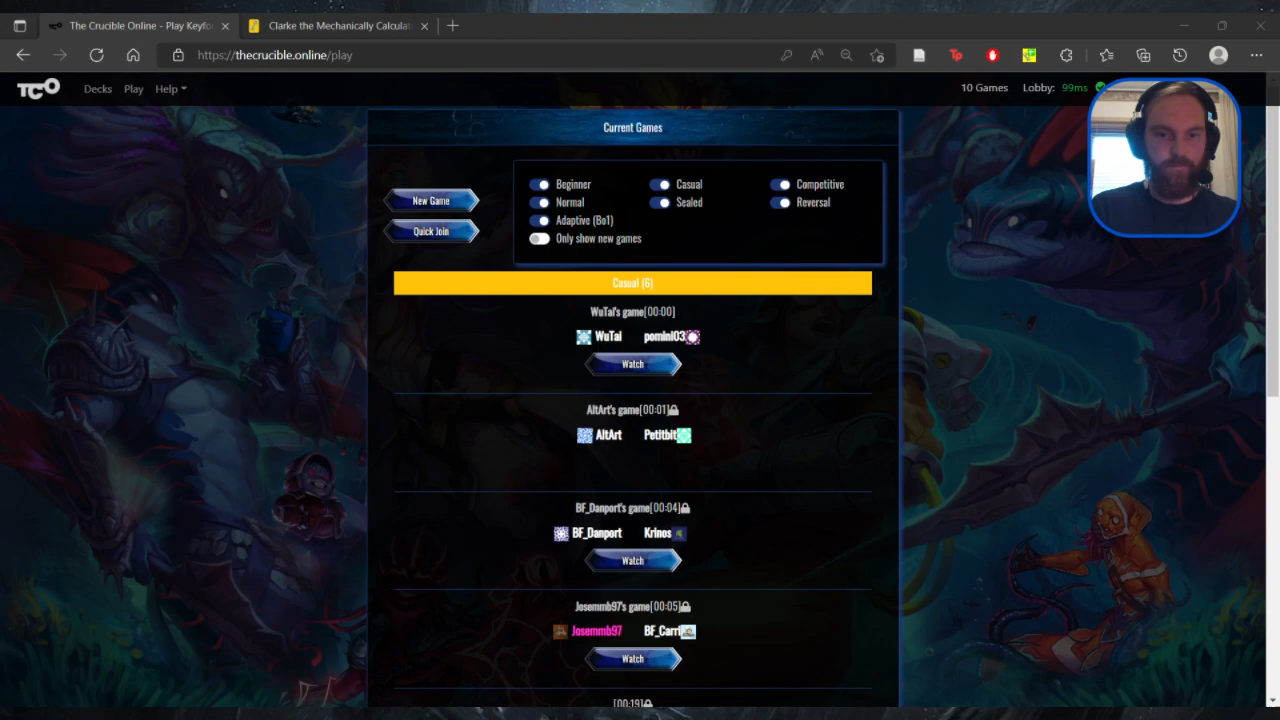 The Crucible Online - Play Keyfo
Clarke the Mechanically Calculat
https://thecrucible.online/play
TCO
Decks
Play
Help
10 Games
Lobby: 99ms
Current Games
New Game
Quick Join
Beginner
Casual
Competitive
Normal
Sealed
Reversal
Adaptive (Bo1)
Only show new games
Casual (6)
WuTai's game[00:00]
WuTai
pomini03
Watch
AltArt's game[00:01]
AltArt
Petitbit
BF_Danport's game[00:04]
BF_Danport
Krinos
Watch
Josemmb97's game[00:05]
Josemmb97
BF_Carri
Watch
[00:19]